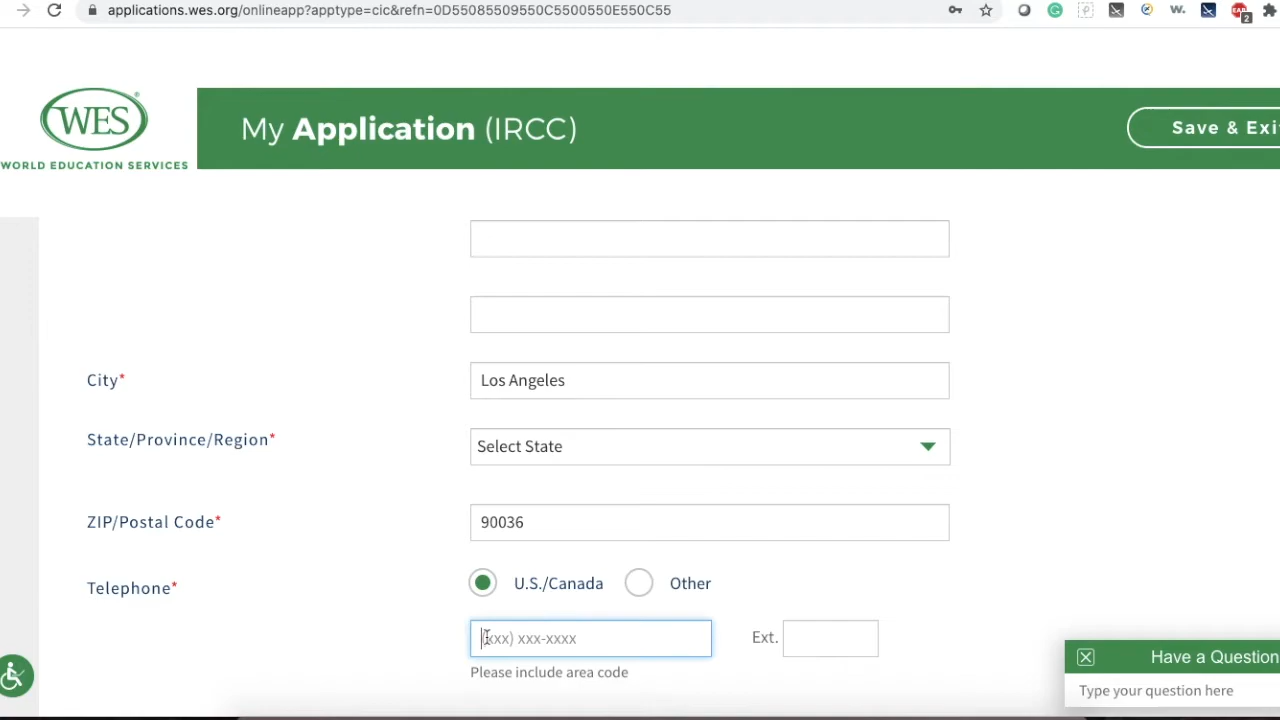 applications.wes.org/onlineapp?apptype=cic&refn=0D55085509550C5500550E550C55
w.
2
WES
WORLD EDUCATION SERVICES
My Application (IRCC)
Save & Exi
City*
Los Angeles
State/Province/Region*
Select State
ZIP/Postal Code*
90036
Telephone*
U.S./Canada
Other
xxx) xxx-xxxx
Ext.
Please include area code
Have a Question
Type your question here